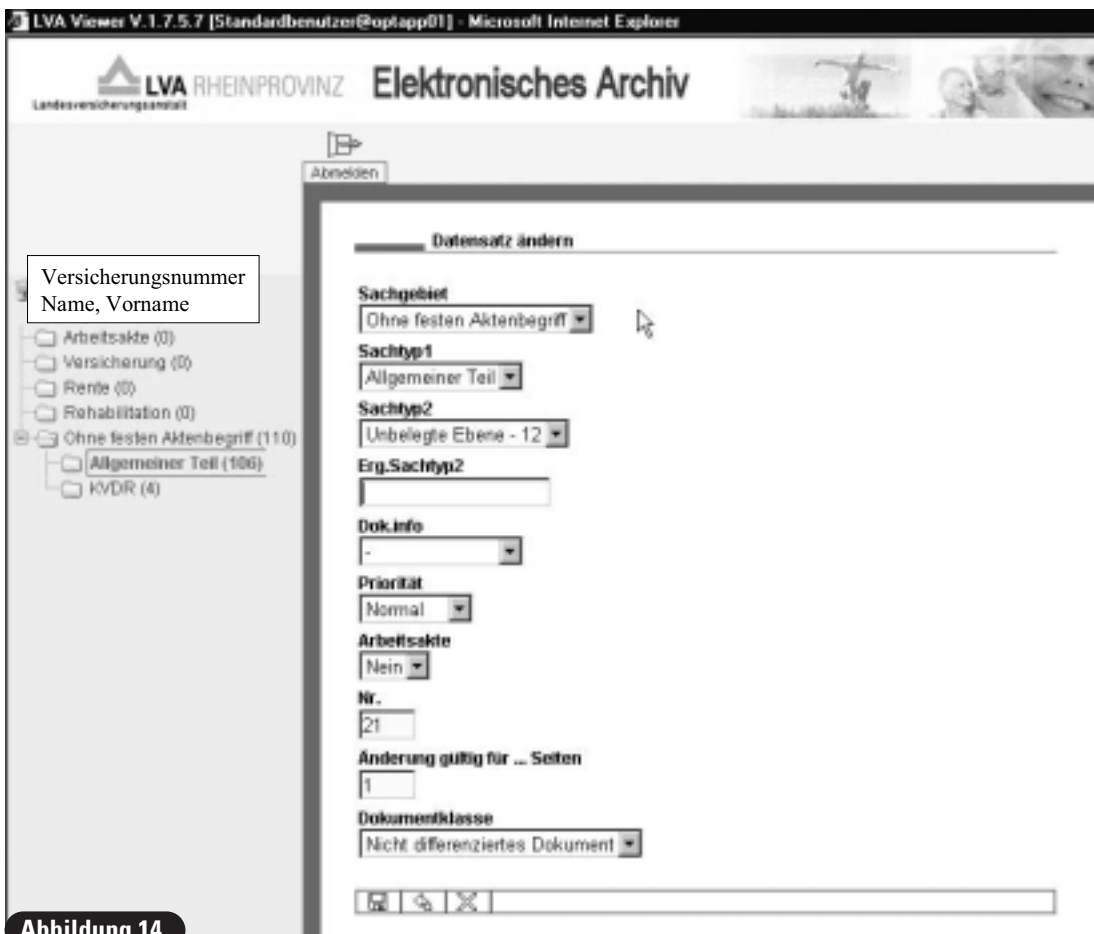 LVA Viewer V.1.7.5.7 [Standardbenutzer@optapp01] - Microsoft Internet Explorer
LVA RHEINPROVINZ
Landesversicherungsanstalt
Elektronisches Archiv
Abmelden
Versicherungsnummer
Name, Vorname
Arbeitsakte (0)
Versicherung (0)
Rente (0)
Rehabilitation (0)
Ohne festen Aktenbegriff (110)
Allgemeiner Teil (106)
KVDR (4)
Datensatz ändern
Sachgebiet
Ohne festen Aktenbegriff
Sachtyp1
Allgemeiner Teil
Sachtyp2
Unbelegte Ebene - 12
Erg.Sachtyp2
Dok.info
-
Priorität
Normal
Arbeitsakte
Nein
Nr.
21
Änderung gültig für ... Seiten
1
Dokumentklasse
Nicht differenziertes Dokument
Abbildung 14